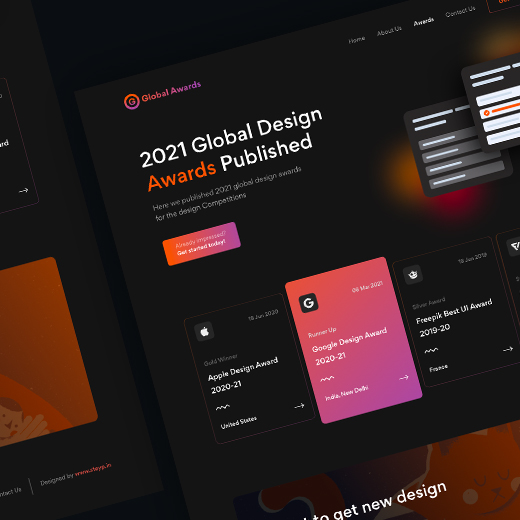 Home
About Us
Awards
Contact Us
Global Awards
2021 Global Design
Awards Published
Here we published 2021 global design awards
for the design Competitions
Already impressed?
Get started today!
18 Jun 2020
Gold Winner
Apple Design Award
2020-21
United States
G
08 Mar 2021
Runner Up
Google Design Award
2020-21
India, New Delhi
18 Jun 2019
Silver Award
Freepik Best UI Award
2019-20
France
to get new design
Contact Us
Designed by www.steyp.in